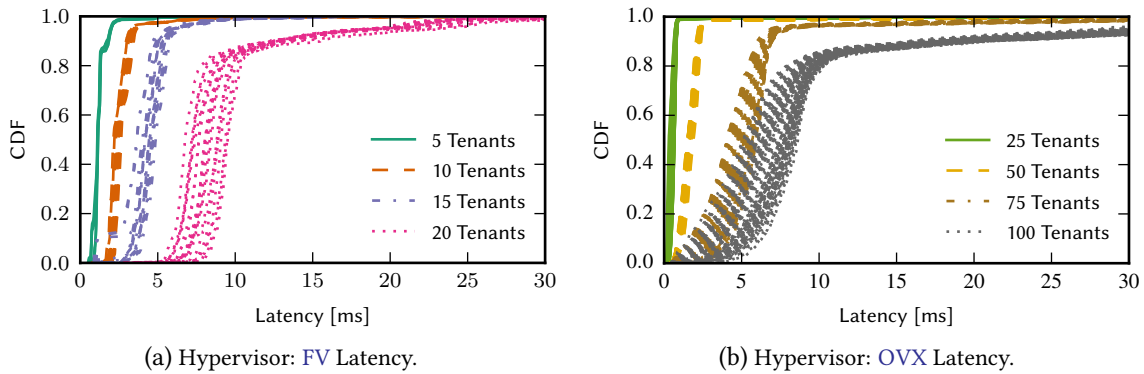 1.0
0.8
0.6
0.4
0.2
0.0
CDF
0 5 10 15 20 25 30
Latency [ms]
5 Tenants
10 Tenants
15 Tenants
20 Tenants
(a) Hypervisor: FV Latency.
1.0
0.8
0.6
0.4
0.2
0.0
CDF
0 5 10 15 20 25 30
Latency [ms]
25 Tenants
50 Tenants
75 Tenants
100 Tenants
(b) Hypervisor: OVX Latency.